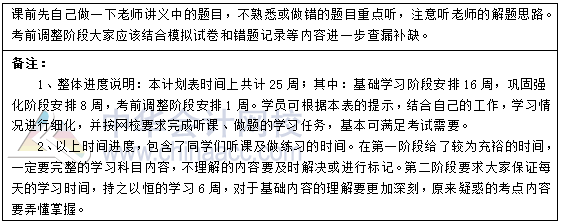 课前先自己做一下老师讲义中的题目，不熟悉或做错的题目重点听，注意听老师的解题思路。
考前调整阶段大家应该结合模拟试卷和错题记录等内容进一步查漏补缺。
备注：
1、整体进度说明：本计划表时间上共计 25 周；其中：基础学习阶段安排 16 周，巩固强
化阶段安排 8 周，考前调整阶段安排 1 周。学员可根据本表的提示，结合自己的工作，学习情
况进行细化，并按网校要求完成听课、做题的学习任务，基本可满足考试需要。
2、以上时间进度，包含了同学们听课及做练习的时间。在第一阶段给了较为充裕的时间，
一定要完整的学习科目内容，不理解的内容要及时解决或进行标记。第二阶段要求大家保证每
天的学习时间，持之以恒的学习 6 周，对于基础内容的理解要更加深刻，原来疑惑的考点内容
要弄懂掌握。
中华会计网校
www.chinaacc.com